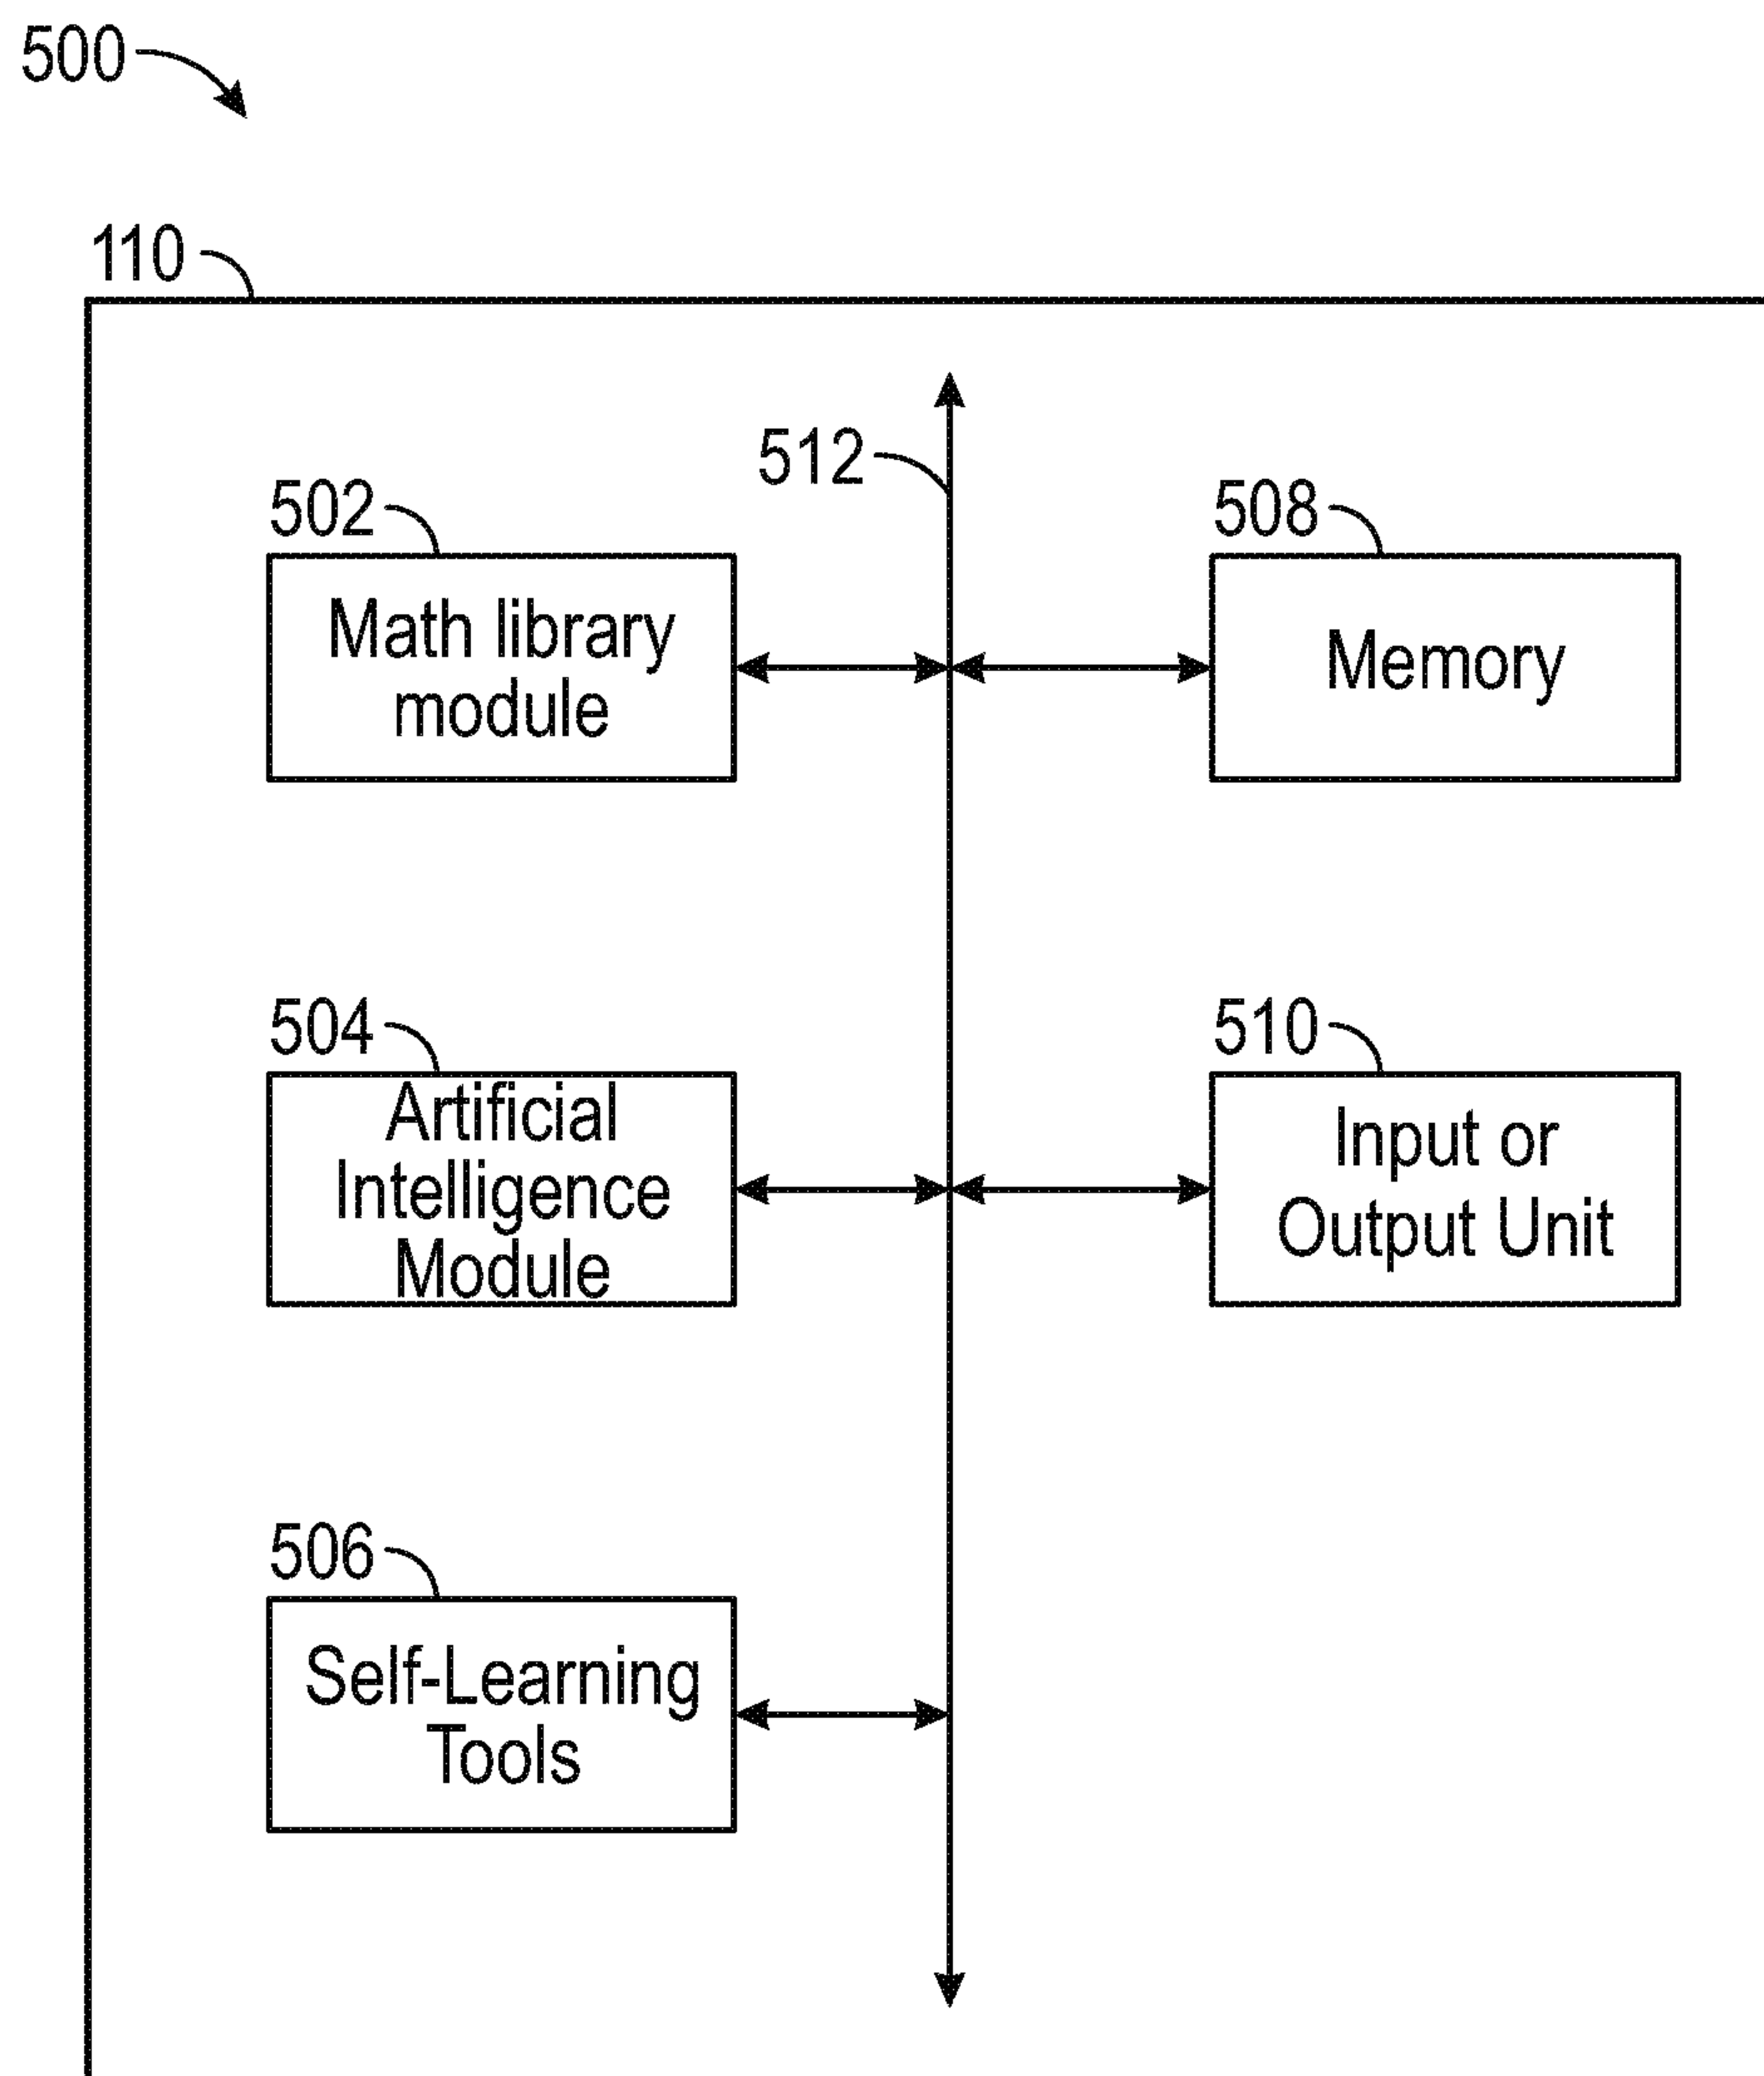 500
110
512
502
Math library
module
508
Memory
504
Artificial
Intelligence
Module
510
Input or
Output Unit
506
Self-Learning
Tools